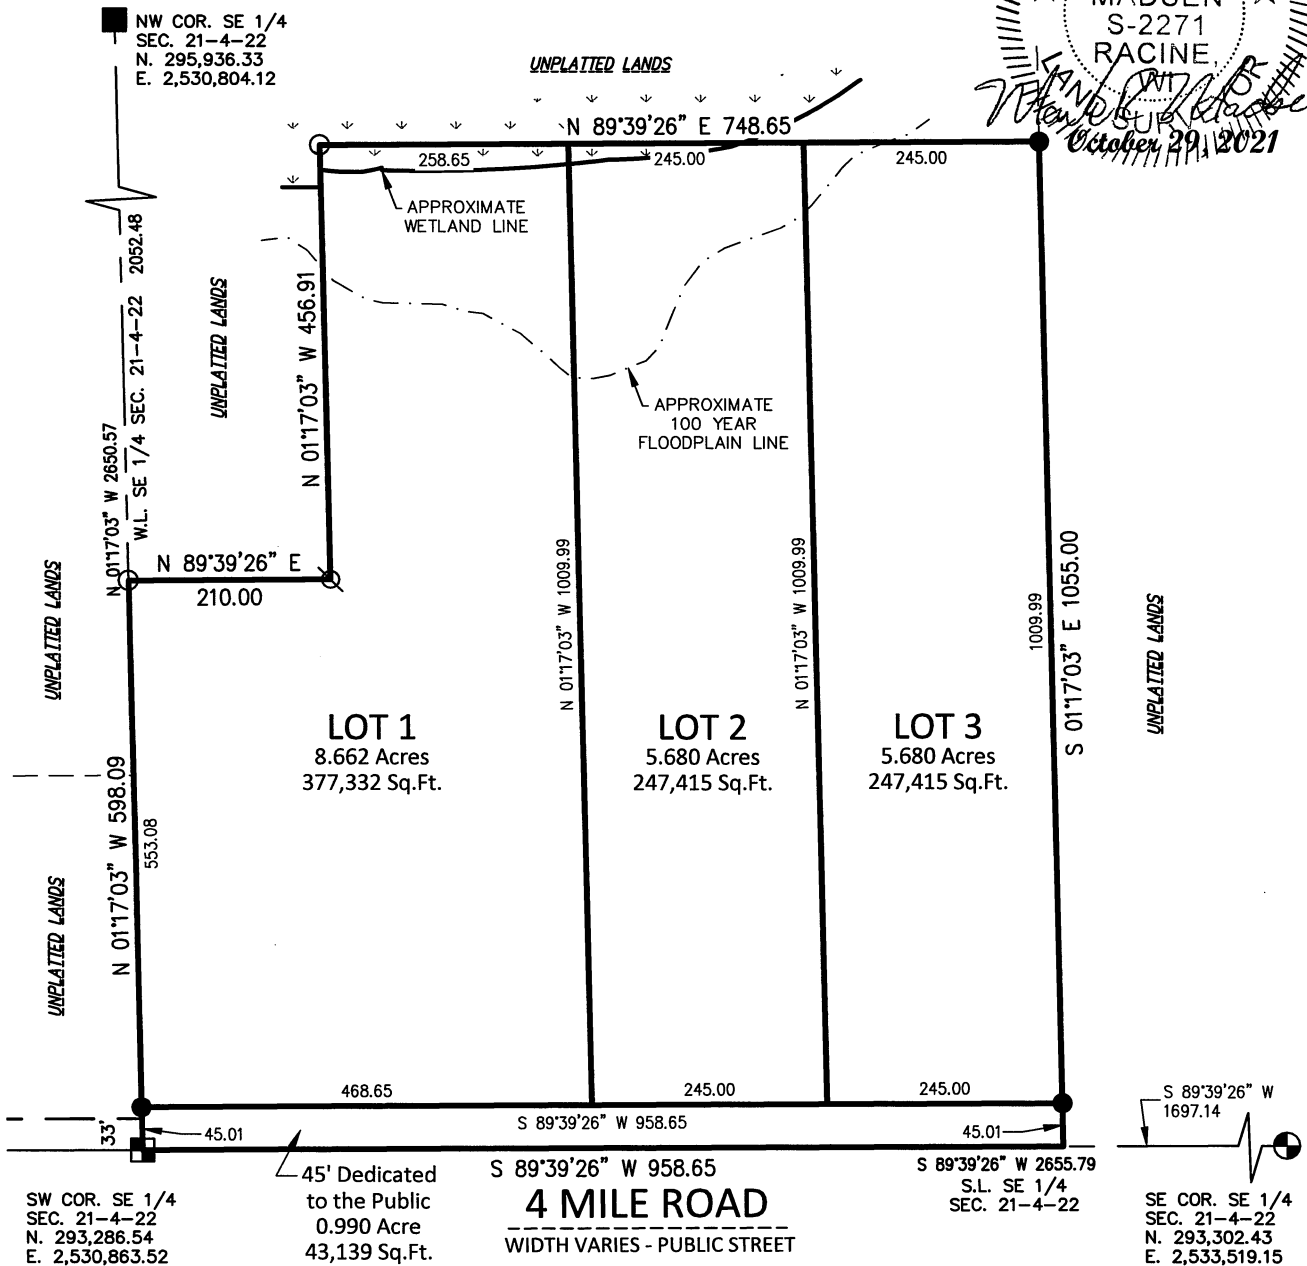 NW COR. SE 1/4
SEC. 21-4-22
N. 295,936.33
E. 2,530,804.12
UNPLATTED LANDS
MADSEN
S-2271
RACINE,
WI
LAND SURVEYOR
October 29, 2021
N 89°39'26" E 748.65
258.65
245.00
245.00
APPROXIMATE
WETLAND LINE
2052.48
W.L. SE 1/4 SEC. 21-4-22
N 01°17'03" W 2650.57
UNPLATTED LANDS
N 01°17'03" W 456.91
APPROXIMATE
100 YEAR
FLOODPLAIN LINE
N 89°39'26" E
210.00
UNPLATTED LANDS
N 01°17'03" W 1009.99
N 01°17'03" W 1009.99
1009.99
S 01°17'03" E 1055.00
UNPLATTED LANDS
LOT 1
8.662 Acres
377,332 Sq.Ft.
LOT 2
5.680 Acres
247,415 Sq.Ft.
LOT 3
5.680 Acres
247,415 Sq.Ft.
N 01°17'03" W 598.09
553.08
UNPLATTED LANDS
468.65
245.00
245.00
S 89°39'26" W 958.65
33'
45.01
45.01
S 89°39'26" W
1697.14
S 89°39'26" W 958.65
S 89°39'26" W 2655.79
S.L. SE 1/4
SEC. 21-4-22
45' Dedicated
to the Public
0.990 Acre
43,139 Sq.Ft.
4 MILE ROAD
WIDTH VARIES - PUBLIC STREET
SW COR. SE 1/4
SEC. 21-4-22
N. 293,286.54
E. 2,530,863.52
SE COR. SE 1/4
SEC. 21-4-22
N. 293,302.43
E. 2,533,519.15